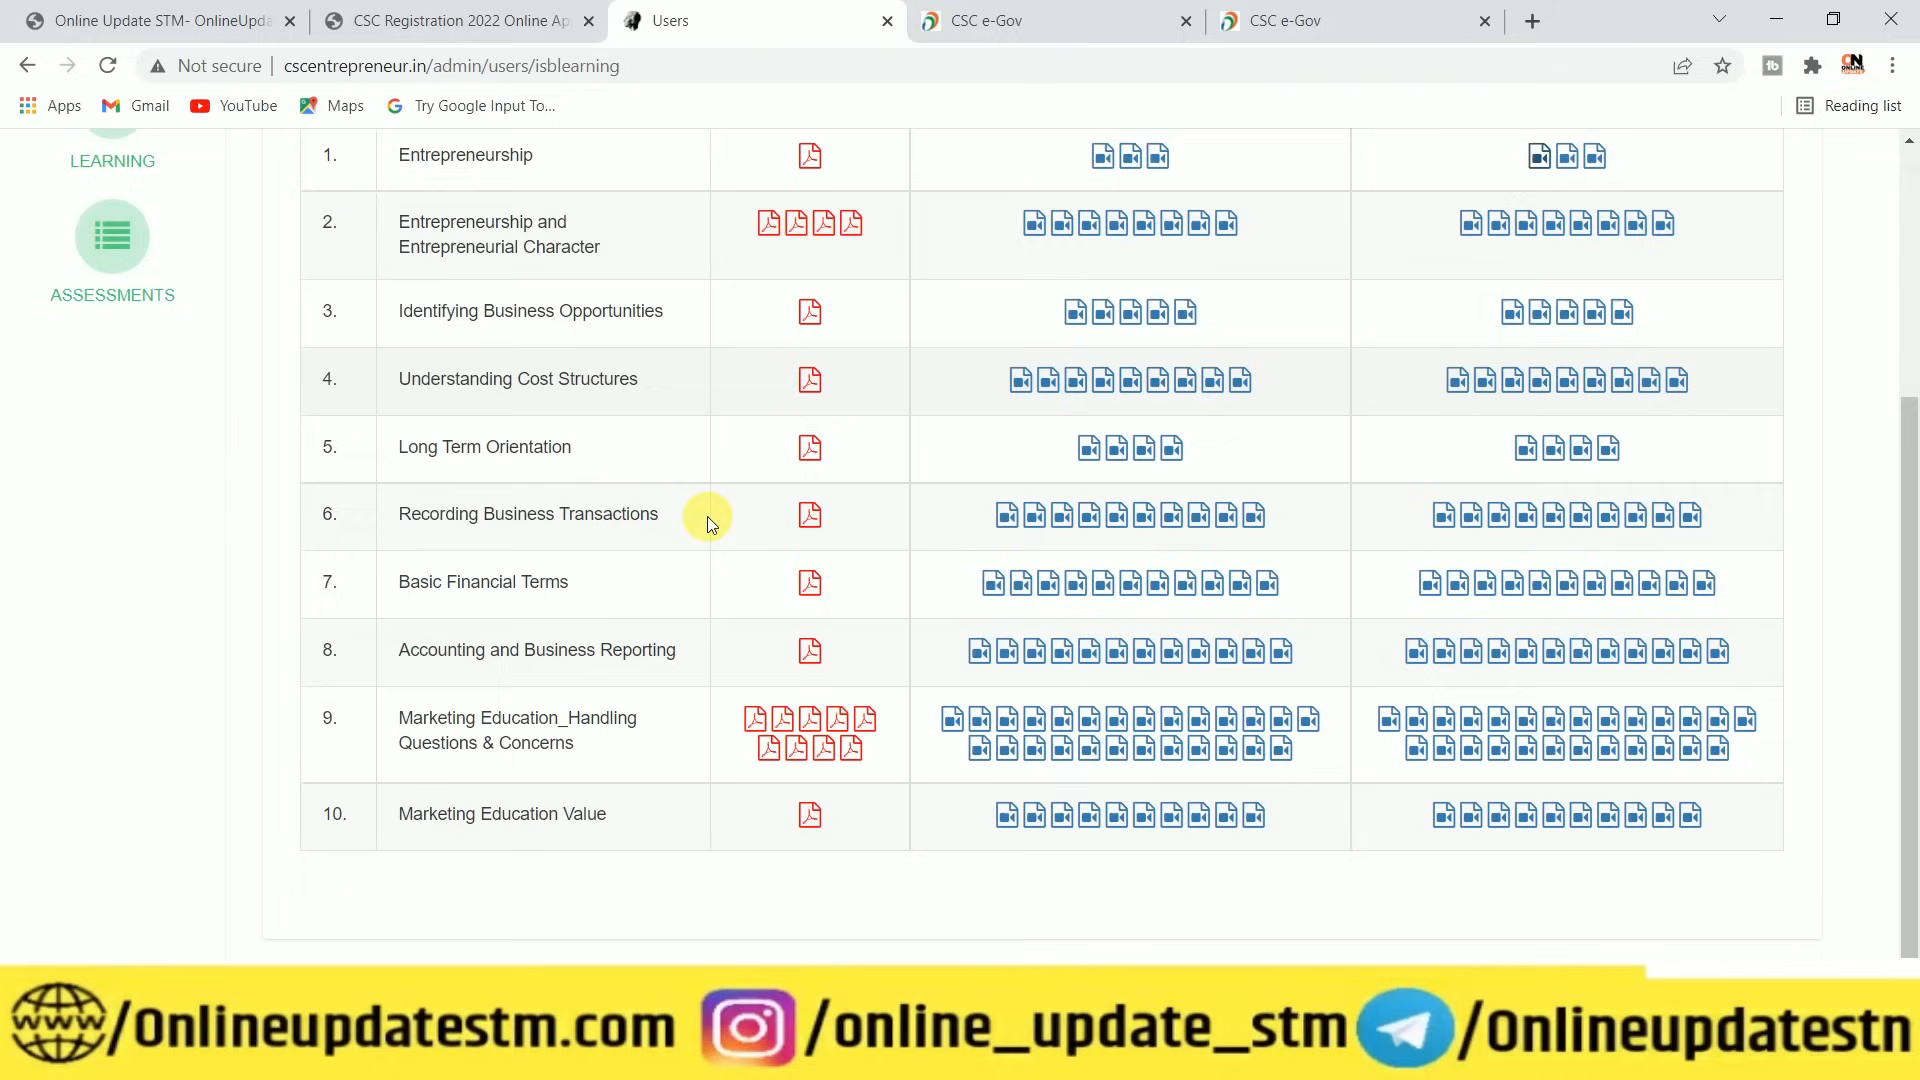 Online Update STM- OnlineUpda
CSC Registration 2022 Online Ap
Users
CSC e-Gov
CSC e-Gov
Not secure
cscentrepreneur.in/admin/users/isblearning
Apps
Gmail
YouTube
Maps
Try Google Input To...
Reading list
LEARNING
ASSESSMENTS
1. Entrepreneurship
2. Entrepreneurship and
Entrepreneurial Character
3. Identifying Business Opportunities
4. Understanding Cost Structures
5. Long Term Orientation
6. Recording Business Transactions
7. Basic Financial Terms
8. Accounting and Business Reporting
9. Marketing Education_Handling
Questions & Concerns
10. Marketing Education Value
www/Onlineupdatestm.com /online_update_stm /Onlineupdatestn